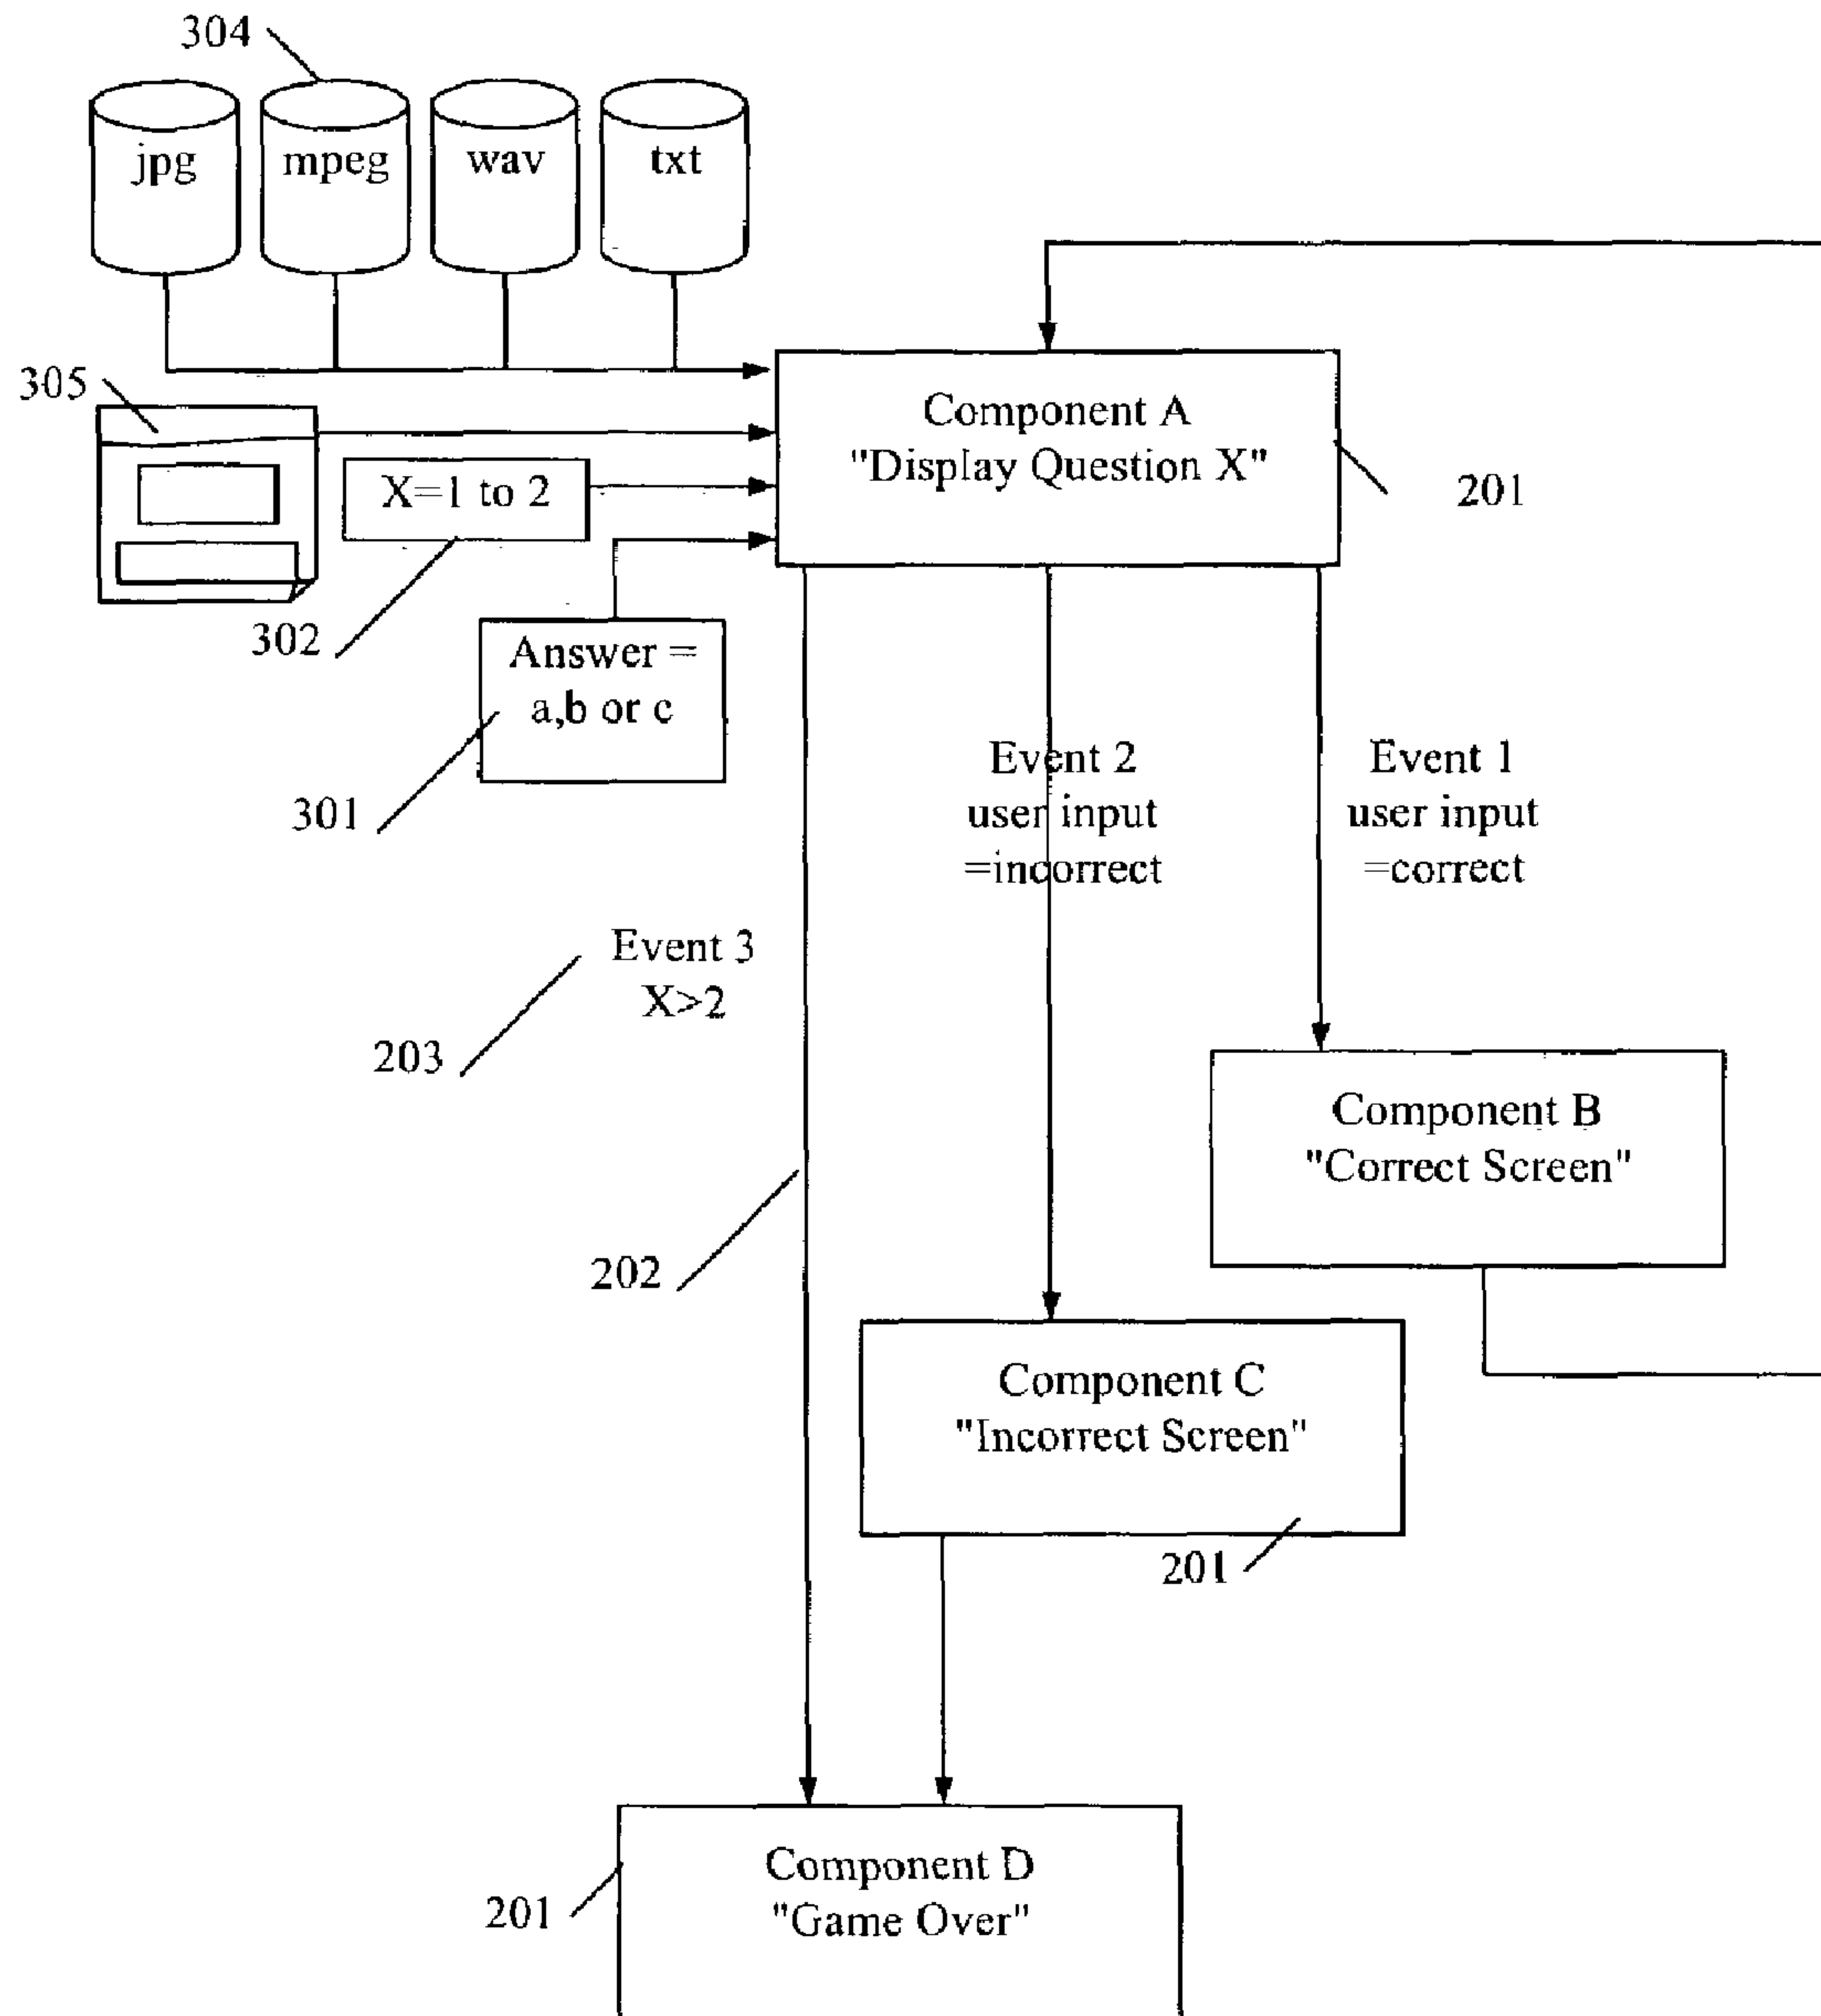 304
jpg
mpeg
wav
txt
305
Component A
"Display Question X"
201
X=1 to 2
302
Answer =
a,b or c
301
Event 2
user input
=incorrect
Event 1
user input
=correct
Event 3
X>2
203
Component B
"Correct Screen"
202
Component C
"Incorrect Screen"
201
Component D
"Game Over"
201